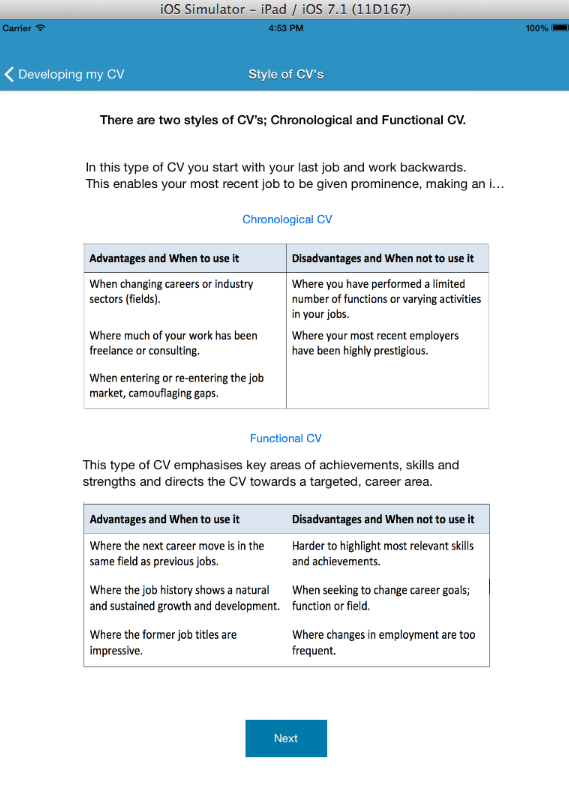 iOS Simulator – iPad / iOS 7.1 (11D167)
Carrier 4:53 PM 100%
Developing my CV Style of CV's
There are two styles of CV's; Chronological and Functional CV.
In this type of CV you start with your last job and work backwards.
This enables your most recent job to be given prominence, making an i...
Chronological CV
Advantages and When to use it
When changing careers or industry
sectors (fields).
Where much of your work has been
freelance or consulting.
When entering or re-entering the job
market, camouflaging gaps.
Disadvantages and When not to use it
Where you have performed a limited
number of functions or varying activities
in your jobs.
Where your most recent employers
have been highly prestigious.
Functional CV
This type of CV emphasises key areas of achievements, skills and
strengths and directs the CV towards a targeted, career area.
Advantages and When to use it
Where the next career move is in the
same field as previous jobs.
Where the job history shows a natural
and sustained growth and development.
Where the former job titles are
impressive.
Disadvantages and When not to use it
Harder to highlight most relevant skills
and achievements.
When seeking to change career goals;
function or field.
Where changes in employment are too
frequent.
Next